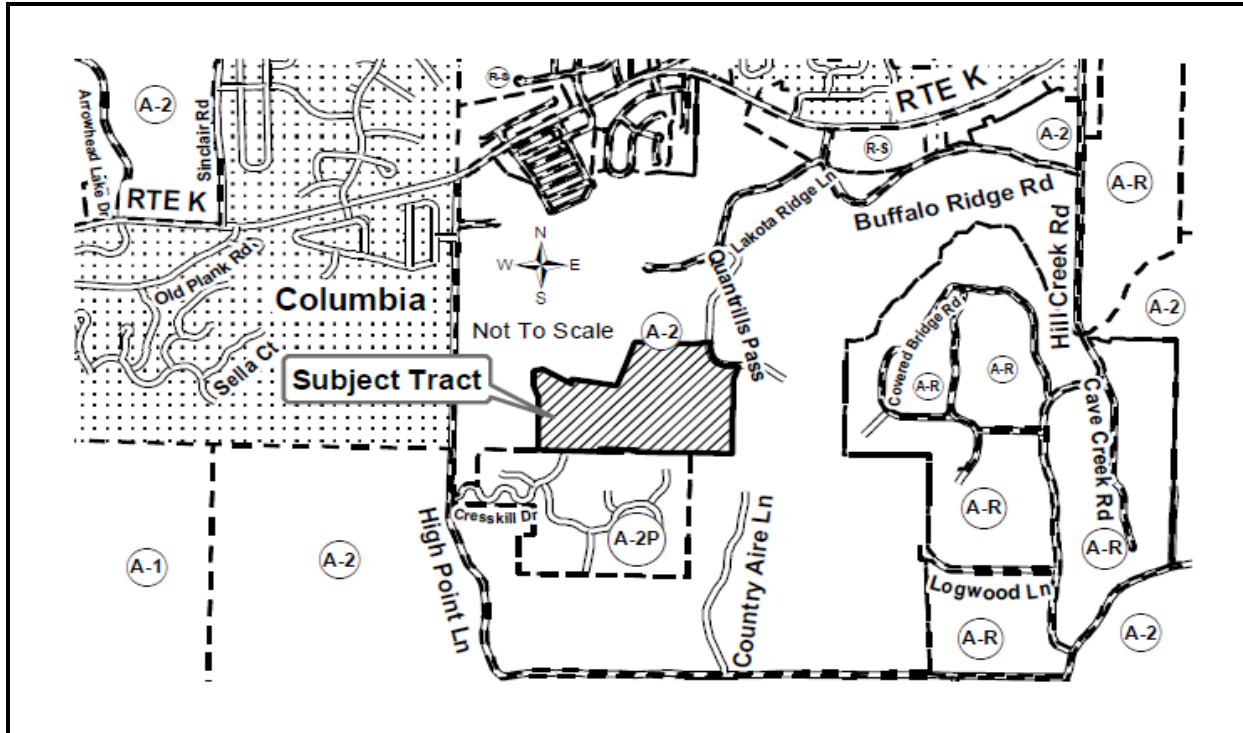 R-S
RTE K
A-2
Sinclair Rd
Arrowhead Lake Dr
A-2
R-S
A-R
RTE K
Lakota Ridge Ln
Buffalo Ridge Rd
Old Plank Rd
N
W E
S
Quantrills Pass
Hill Creek Rd
Columbia
A-2
Not To Scale
A-2
Covered Bridge Rd
Sella Ct
Subject Tract
A-R
A-R
Cave Creek Rd
High Point Ln
Cresskill Dr
A-2P
Country Aire Ln
A-R
A-R
A-1
A-2
Logwood Ln
A-R
A-2